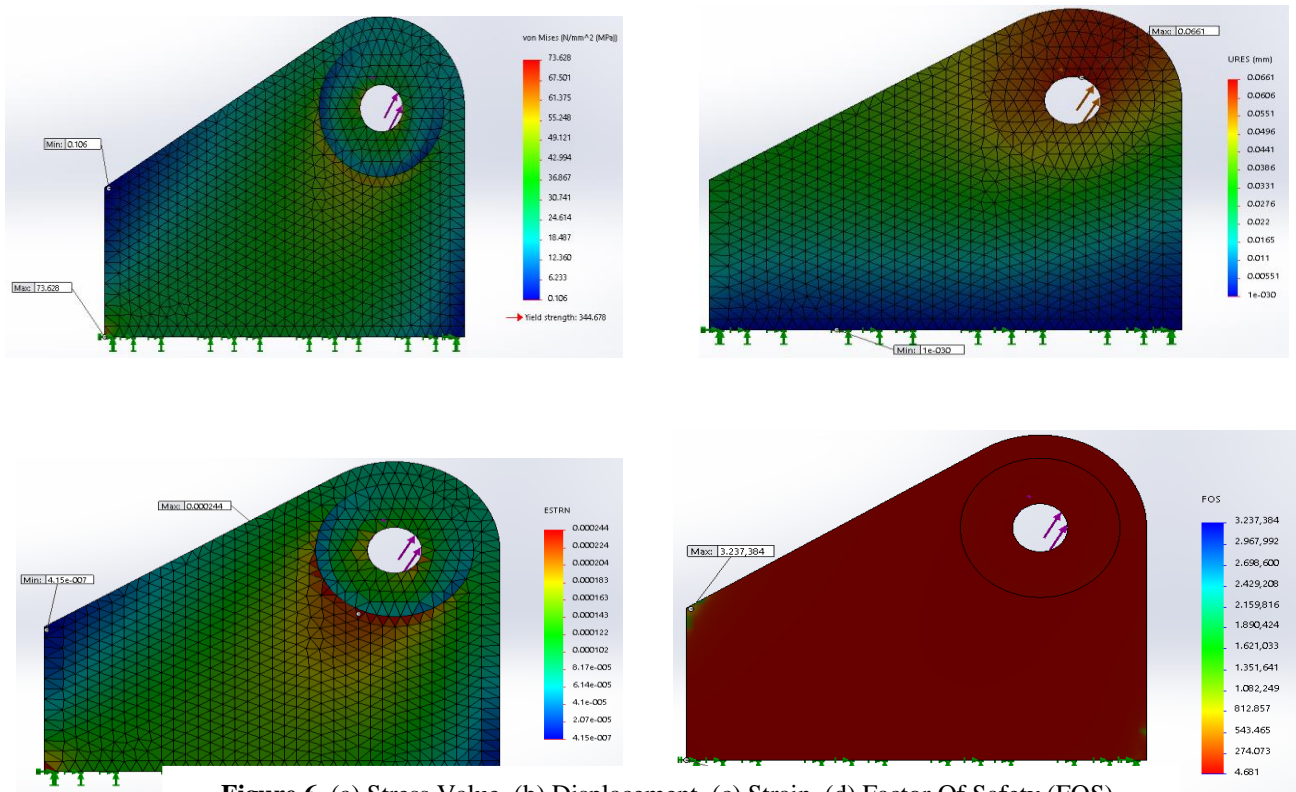 von Mises (N/mm^2 (MPa))
73.628
67.501
61.375
55.248
49.121
42.994
36.867
30.741
24.614
18.487
12.360
6.233
0.106
Yield strength: 344.678
Min: 0.106
Max: 73.628
Max: 0.0661
URES (mm)
0.0661
0.0606
0.0551
0.0496
0.0441
0.0386
0.0331
0.0276
0.022
0.0165
0.011
0.00551
1e-030
Min: 1e-030
Max: 0.000244
Min: 4.15e-007
ESTRN
0.000244
0.000224
0.000204
0.000183
0.000163
0.000143
0.000122
0.000102
8.17e-005
6.14e-005
4.1e-005
2.07e-005
4.15e-007
Max: 3.237,384
FOS
3.237,384
2.967,992
2.698,600
2.429,208
2.159,816
1.890,424
1.621,033
1.351,641
1.082,249
812.857
543.465
274.073
4.681
Figure 6. (a) Stress Value, (b) Displacement, (c) Strain, (d) Factor Of Safety (FOS)